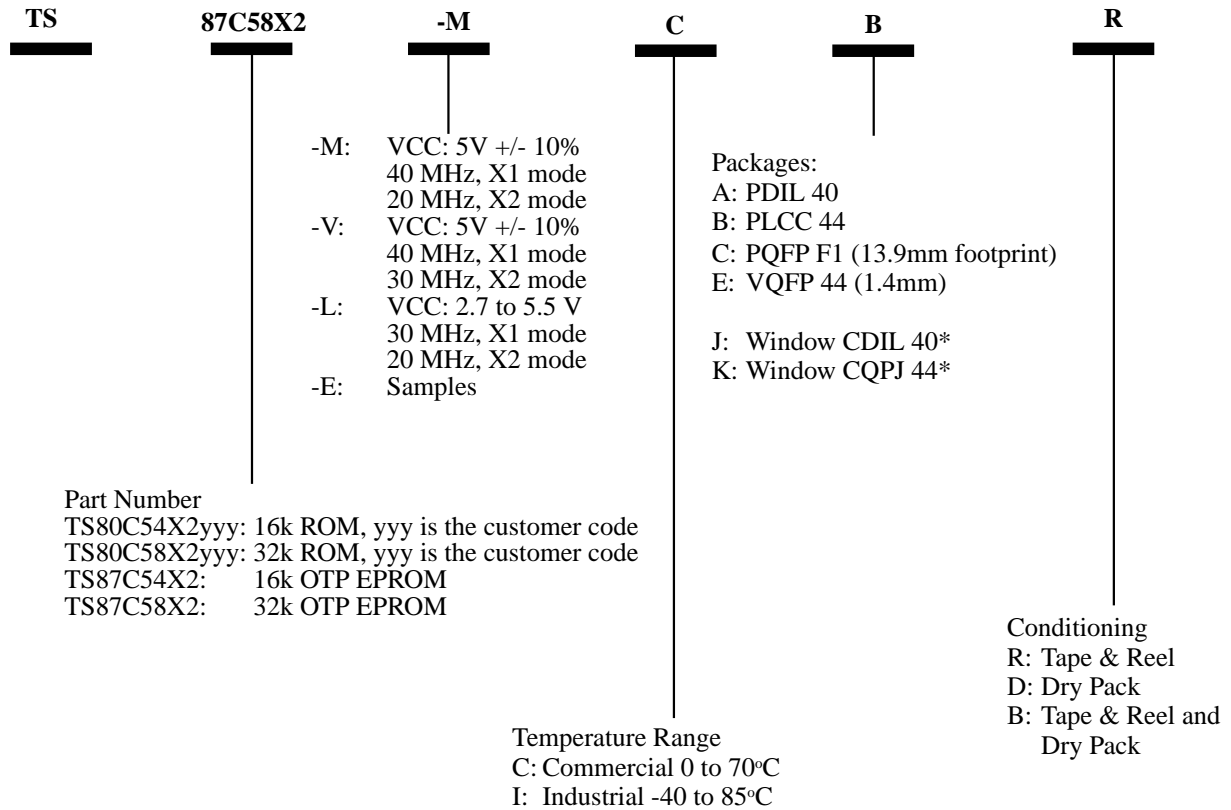 TS 87C58X2 -M C B R
-M: VCC: 5V +/- 10%
40 MHz, X1 mode
20 MHz, X2 mode
-V: VCC: 5V +/- 10%
40 MHz, X1 mode
30 MHz, X2 mode
-L: VCC: 2.7 to 5.5 V
30 MHz, X1 mode
20 MHz, X2 mode
-E: Samples
Packages:
A: PDIL 40
B: PLCC 44
C: PQFP F1 (13.9mm footprint)
E: VQFP 44 (1.4mm)
J: Window CDIL 40*
K: Window CQPJ 44*
Part Number
TS80C54X2yyy: 16k ROM, yyy is the customer code
TS80C58X2yyy: 32k ROM, yyy is the customer code
TS87C54X2: 16k OTP EPROM
TS87C58X2: 32k OTP EPROM
Conditioning
R: Tape & Reel
D: Dry Pack
B: Tape & Reel and
Dry Pack
Temperature Range
C: Commercial 0 to 70°C
I: Industrial -40 to 85°C